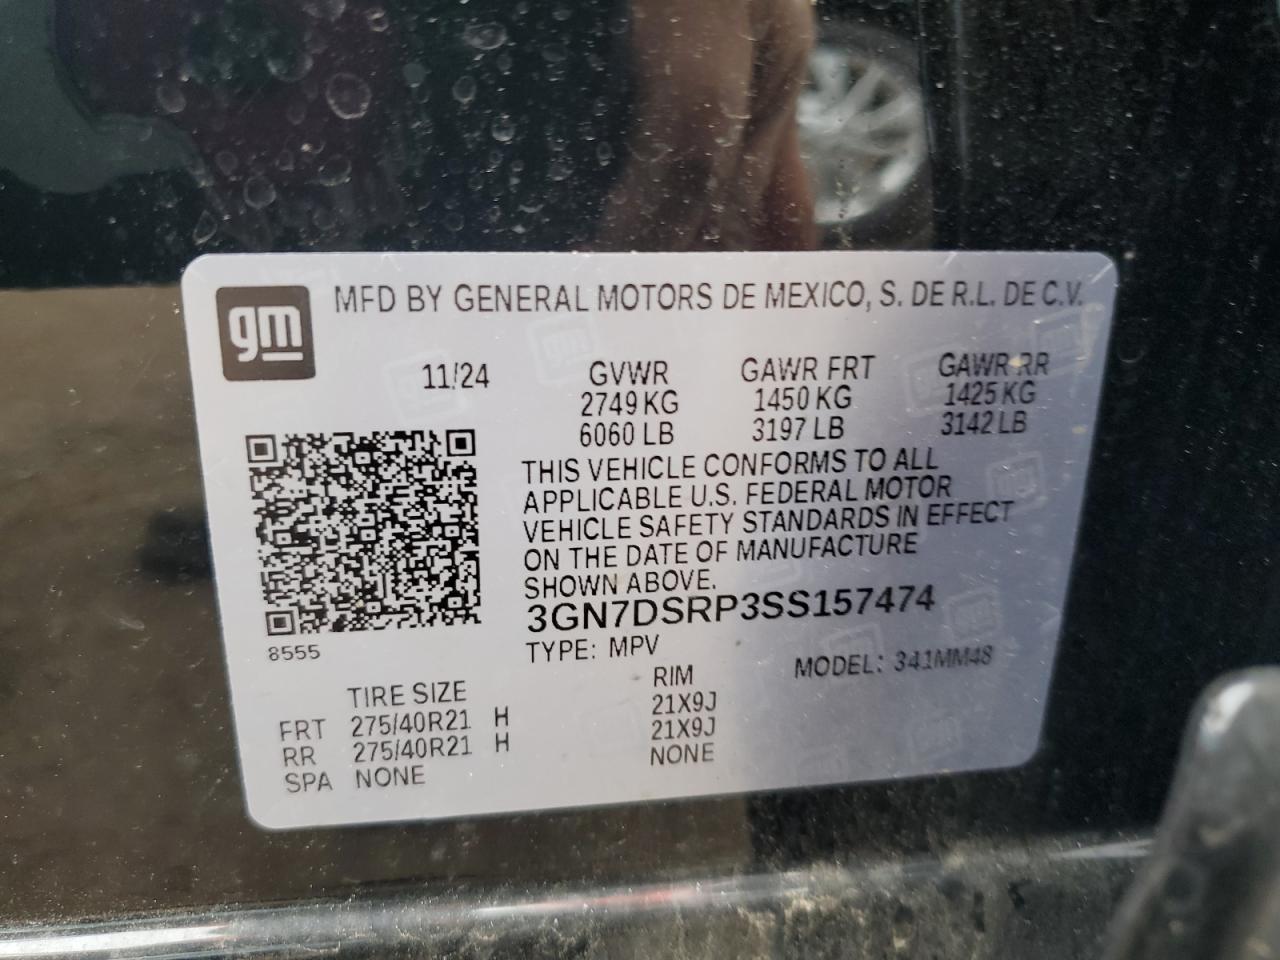 gm
MFD BY GENERAL MOTORS DE MEXICO, S. DE R.L. DE C.V.
11/24 GVWR GAWR FRT GAWR RR
2749 KG 1450 KG 1425 KG
6060 LB 3197 LB 3142 LB
THIS VEHICLE CONFORMS TO ALL
APPLICABLE U.S. FEDERAL MOTOR
VEHICLE SAFETY STANDARDS IN EFFECT
ON THE DATE OF MANUFACTURE
SHOWN ABOVE.
3GN7DSRP3SS157474
8555
TYPE: MPV MODEL: 341MM48
TIRE SIZE RIM
FRT 275/40R21 H 21X9J
RR 275/40R21 H 21X9J
SPA NONE NONE